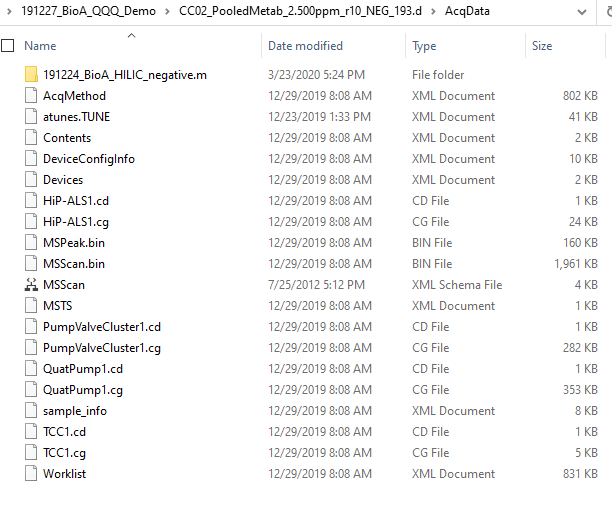 191227_BioA_QQQ_Demo > CC02_PooledMetab_2.500ppm_r10_NEG_193.d > AcqData
Name Date modified Type Size
191224_BioA_HILIC_negative.m 3/23/2020 5:24 PM File folder
AcqMethod 12/29/2019 8:08 AM XML Document 802 KB
atunes.TUNE 12/23/2019 1:33 PM XML Document 41 KB
Contents 12/29/2019 8:08 AM XML Document 2 KB
DeviceConfigInfo 12/29/2019 8:08 AM XML Document 10 KB
Devices 12/29/2019 8:08 AM XML Document 2 KB
HiP-ALS1.cd 12/29/2019 8:08 AM CD File 1 KB
HiP-ALS1.cg 12/29/2019 8:08 AM CG File 24 KB
MSPeak.bin 12/29/2019 8:08 AM BIN File 160 KB
MSScan.bin 12/29/2019 8:08 AM BIN File 1,961 KB
MSScan 7/25/2012 5:12 PM XML Schema File 4 KB
MSTS 12/29/2019 8:08 AM XML Document 1 KB
PumpValveCluster1.cd 12/29/2019 8:08 AM CD File 1 KB
PumpValveCluster1.cg 12/29/2019 8:08 AM CG File 282 KB
QuatPump1.cd 12/29/2019 8:08 AM CD File 1 KB
QuatPump1.cg 12/29/2019 8:08 AM CG File 353 KB
sample_info 12/29/2019 8:08 AM XML Document 8 KB
TCC1.cd 12/29/2019 8:08 AM CD File 1 KB
TCC1.cg 12/29/2019 8:08 AM CG File 5 KB
Worklist 12/29/2019 8:08 AM XML Document 831 KB